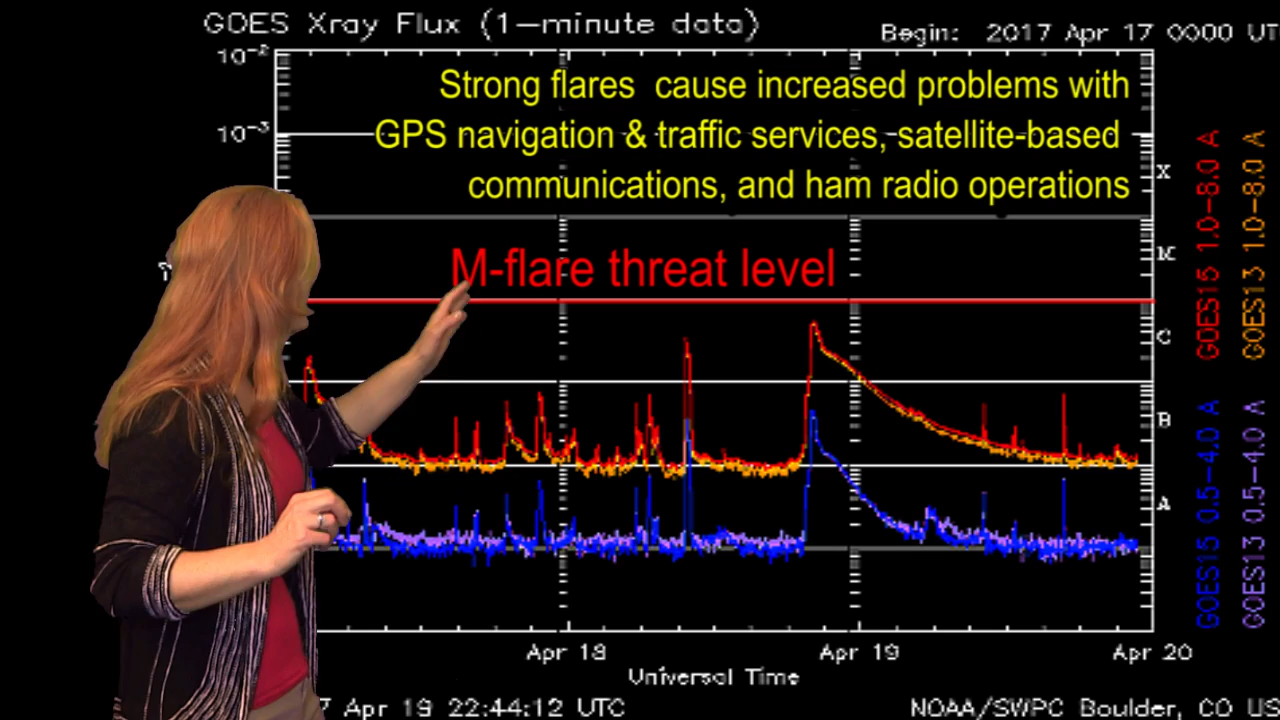 GOES Xray Flux (1-minute data)
Begin: 2017 Apr 17 0000
10-2
10-3
Strong flares cause increased problems with
GPS navigation & traffic services, satellite-based
communications, and ham radio operations
M-flare threat level
X
M
C
B
A
GOES15 1.0-8.0 A
GOES13 1.0-8.0 A
GOES15 0.5-4.0 A
GOES13 0.5-4.0 A
Apr 18
Apr 19
Apr 20
Universal Time
7 Apr 19 22:44:12 UTC
NOAA/SWPC Boulder, CO